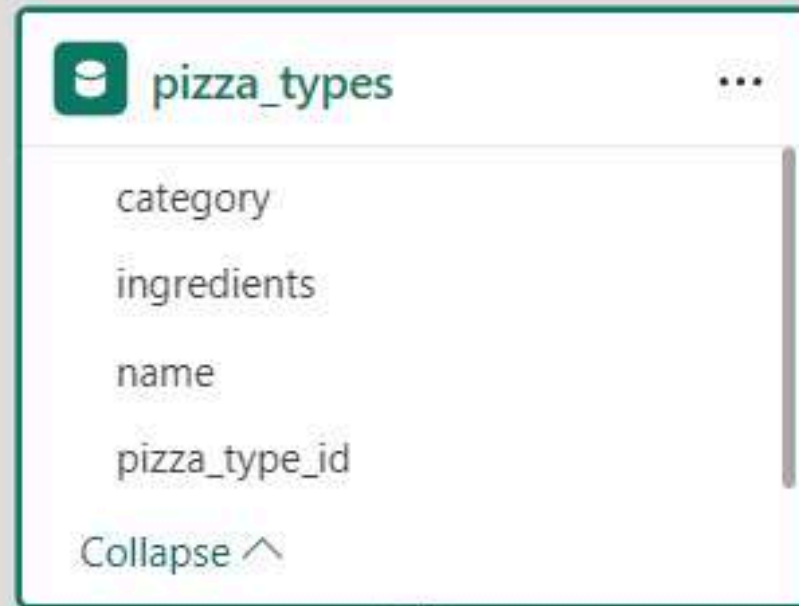 pizza_types
category
ingredients
name
pizza_type_id
Collapse